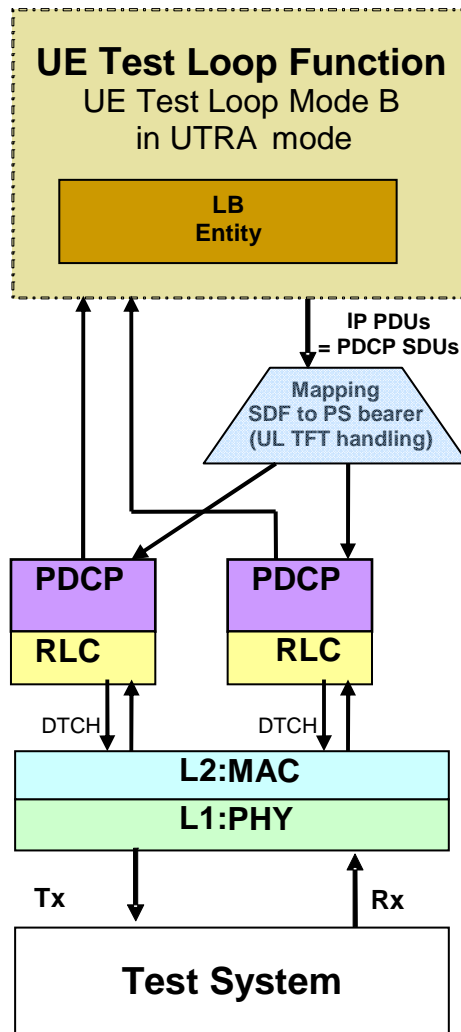 UE Test Loop Function
UE Test Loop Mode B
in UTRA mode
LB
Entity
IP PDUs
= PDCP SDUs
Mapping
SDF to PS bearer
(UL TFT handling)
PDCP
PDCP
RLC
RLC
DTCH
DTCH
L2:MAC
L1:PHY
Tx
Rx
Test System